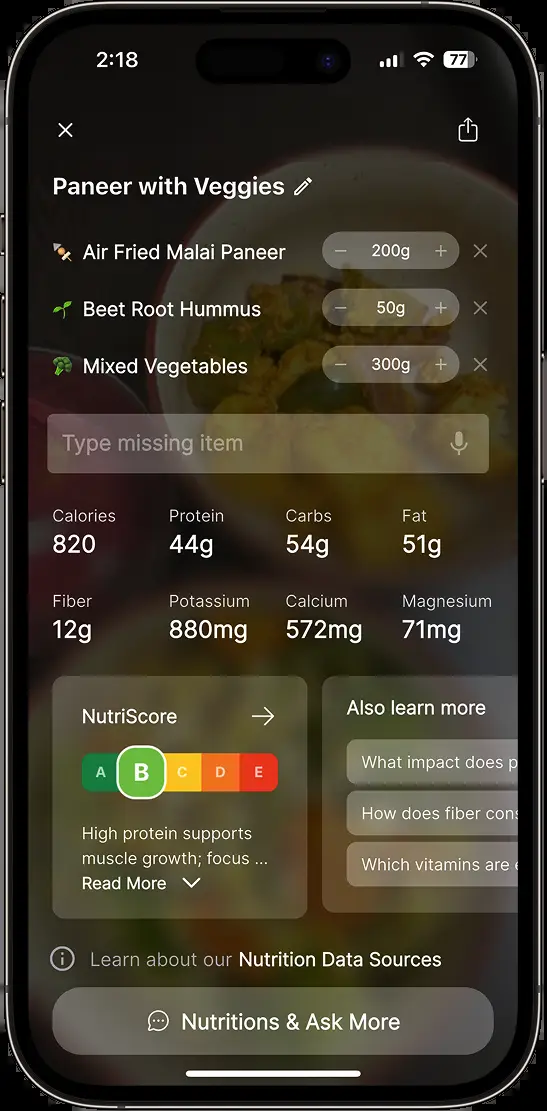 2:18
77
Paneer with Veggies
Air Fried Malai Paneer − 200g +
Beet Root Hummus − 50g +
Mixed Vegetables − 300g +
Type missing item
Calories Protein Carbs Fat
820 44g 54g 51g
Fiber Potassium Calcium Magnesium
12g 880mg 572mg 71mg
NutriScore
A B C D E
High protein supports
muscle growth; focus ...
Read More
Also learn more
What impact does p
How does fiber cons
Which vitamins are
Learn about our Nutrition Data Sources
Nutritions & Ask More